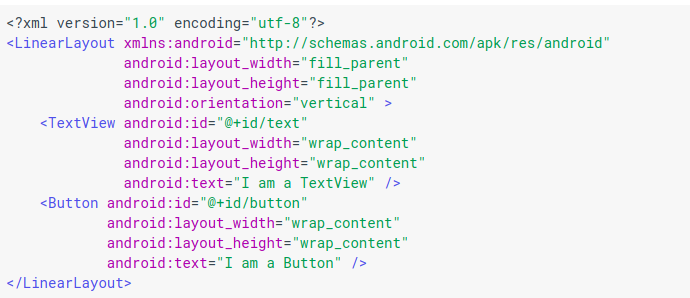 <?xml version="1.0" encoding="utf-8"?>
<LinearLayout xmlns:android="http://schemas.android.com/apk/res/android"
              android:layout_width="fill_parent"
              android:layout_height="fill_parent"
              android:orientation="vertical" >
    <TextView android:id="@+id/text"
              android:layout_width="wrap_content"
              android:layout_height="wrap_content"
              android:text="I am a TextView" />
    <Button android:id="@+id/button"
            android:layout_width="wrap_content"
            android:layout_height="wrap_content"
            android:text="I am a Button" />
</LinearLayout>